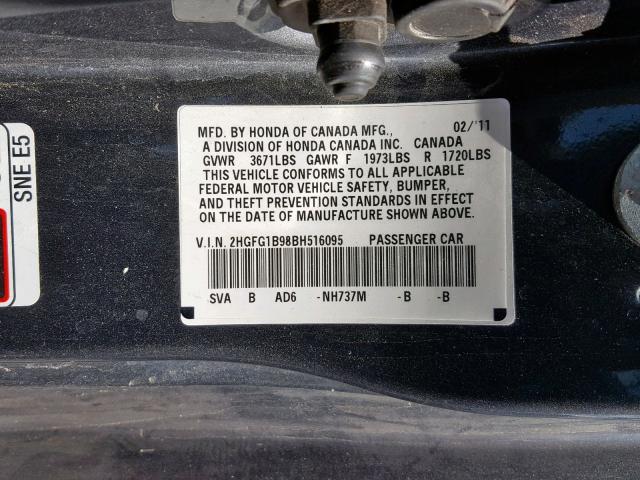 MFD. BY HONDA OF CANADA MFG., 02/'11
A DIVISION OF HONDA CANADA INC. CANADA
GVWR 3671LBS GAWR F 1973LBS R 1720LBS
THIS VEHICLE CONFORMS TO ALL APPLICABLE
FEDERAL MOTOR VEHICLE SAFETY, BUMPER,
AND THEFT PREVENTION STANDARDS IN EFFECT
ON THE DATE OF MANUFACTURE SHOWN ABOVE.
V.I.N. 2HGFG1B98BH516095 PASSENGER CAR
SVA B AD6 -NH737M -B -B
SNE E5